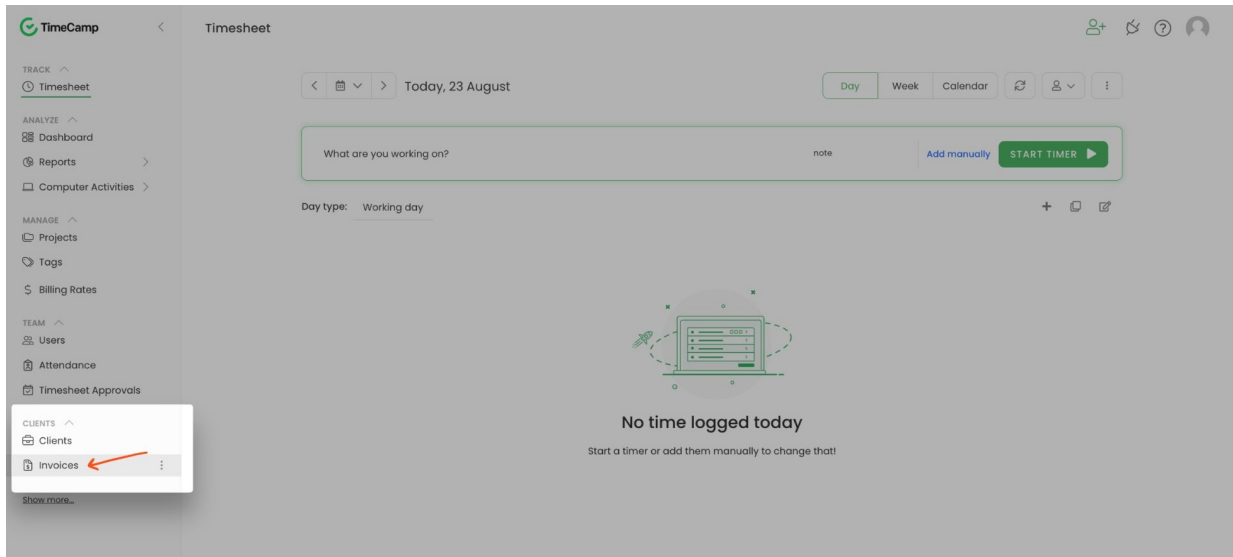 TimeCamp
Timesheet
TRACK
Timesheet
Today, 23 August
Day Week Calendar
ANALYZE
Dashboard
Reports
Computer Activities
What are you working on? note Add manually START TIMER
Day type: Working day
MANAGE
Projects
Tags
$ Billing Rates
TEAM
Users
Attendance
Timesheet Approvals
CLIENTS
Clients
Invoices
Show more...
No time logged today
Start a timer or add them manually to change that!